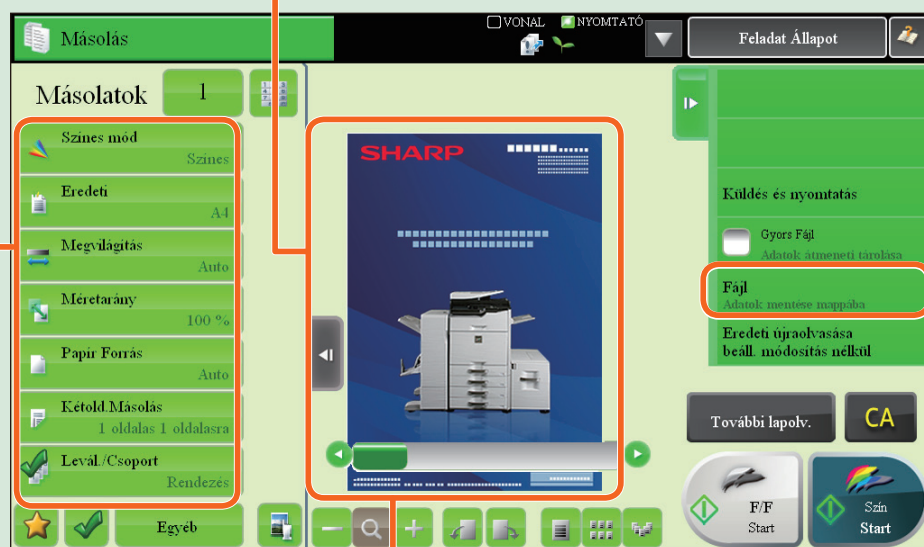 Másolás
VONAL
NYOMTATÓ
Feladat Állapot
Másolatok
1
Színes mód
Színes
Eredeti
A4
Megvilágítás
Auto
Méretarány
100 %
Papír Forrás
Auto
Kétold.Másolás
1 oldalas 1 oldalasra
Levál./Csoport
Rendezés
Egyéb
SHARP
Küldés és nyomtatás
Gyors Fájl
Adatok átmeneti tárolása
Fájl
Adatok mentése mappába
Eredeti újraolvasása
beáll. módosítás nélkül
További lapolv.
CA
F/F
Start
Szín
Start